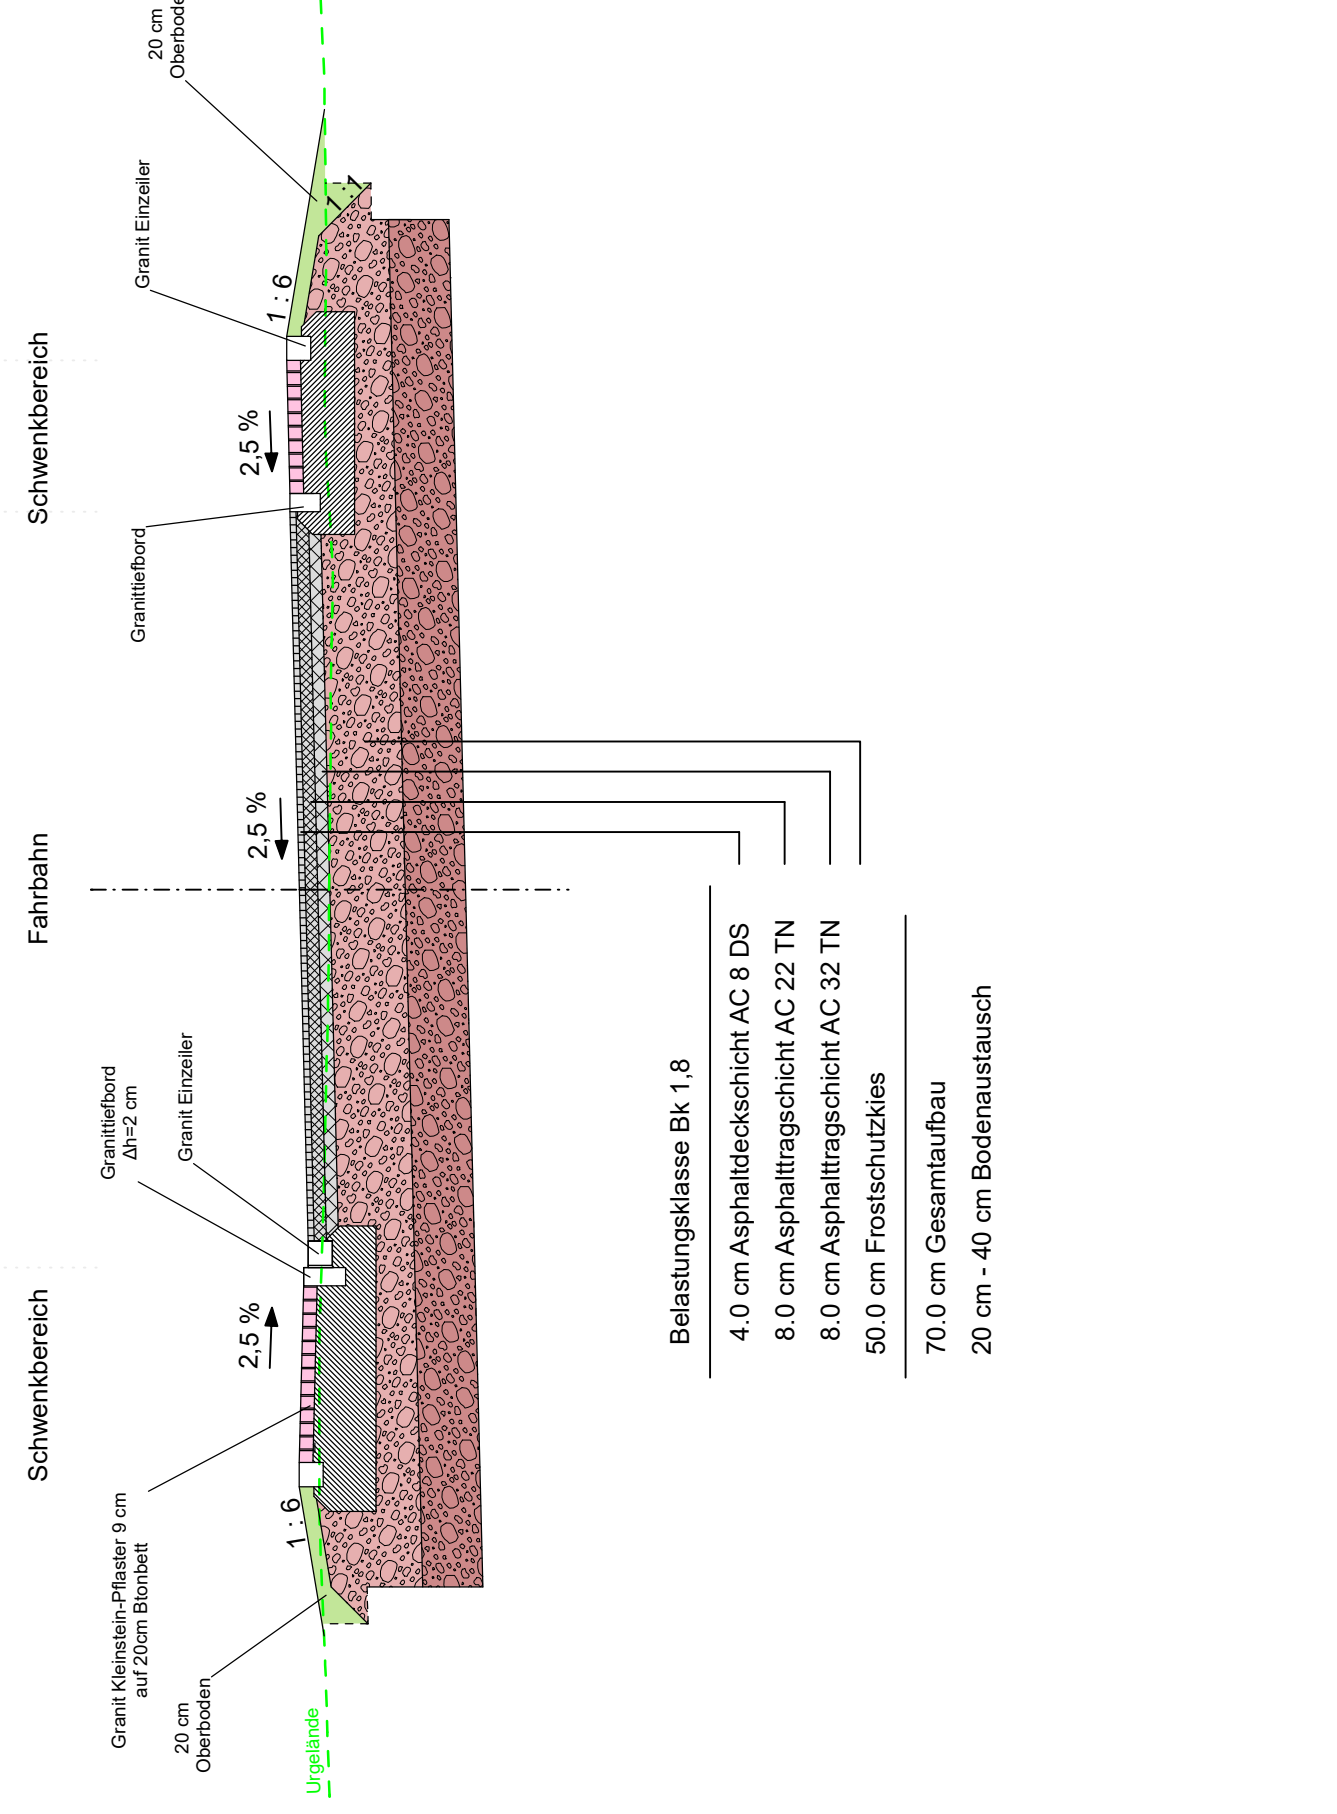 Schwenkbereich
Fahrbahn
Schwenkbereich
Granit Kleinstein-Pflaster 9 cm
auf 20cm Btonbett
20 cm
Oberboden
Urgelände
1 : 6
2,5 %
Granittiefbord
Δh=2 cm
Granit Einzeiler
2,5 %
Granittiefbord
2,5 %
Granit Einzeiler
1 : 6
1 : 1
20 cm
Belastungsklasse Bk 1,8
4.0 cm Asphaltdeckschicht AC 8 DS
8.0 cm Asphalttragschicht AC 22 TN
8.0 cm Asphalttragschicht AC 32 TN
50.0 cm Frostschutzkies
70.0 cm Gesamtaufbau
20 cm - 40 cm Bodenaustausch